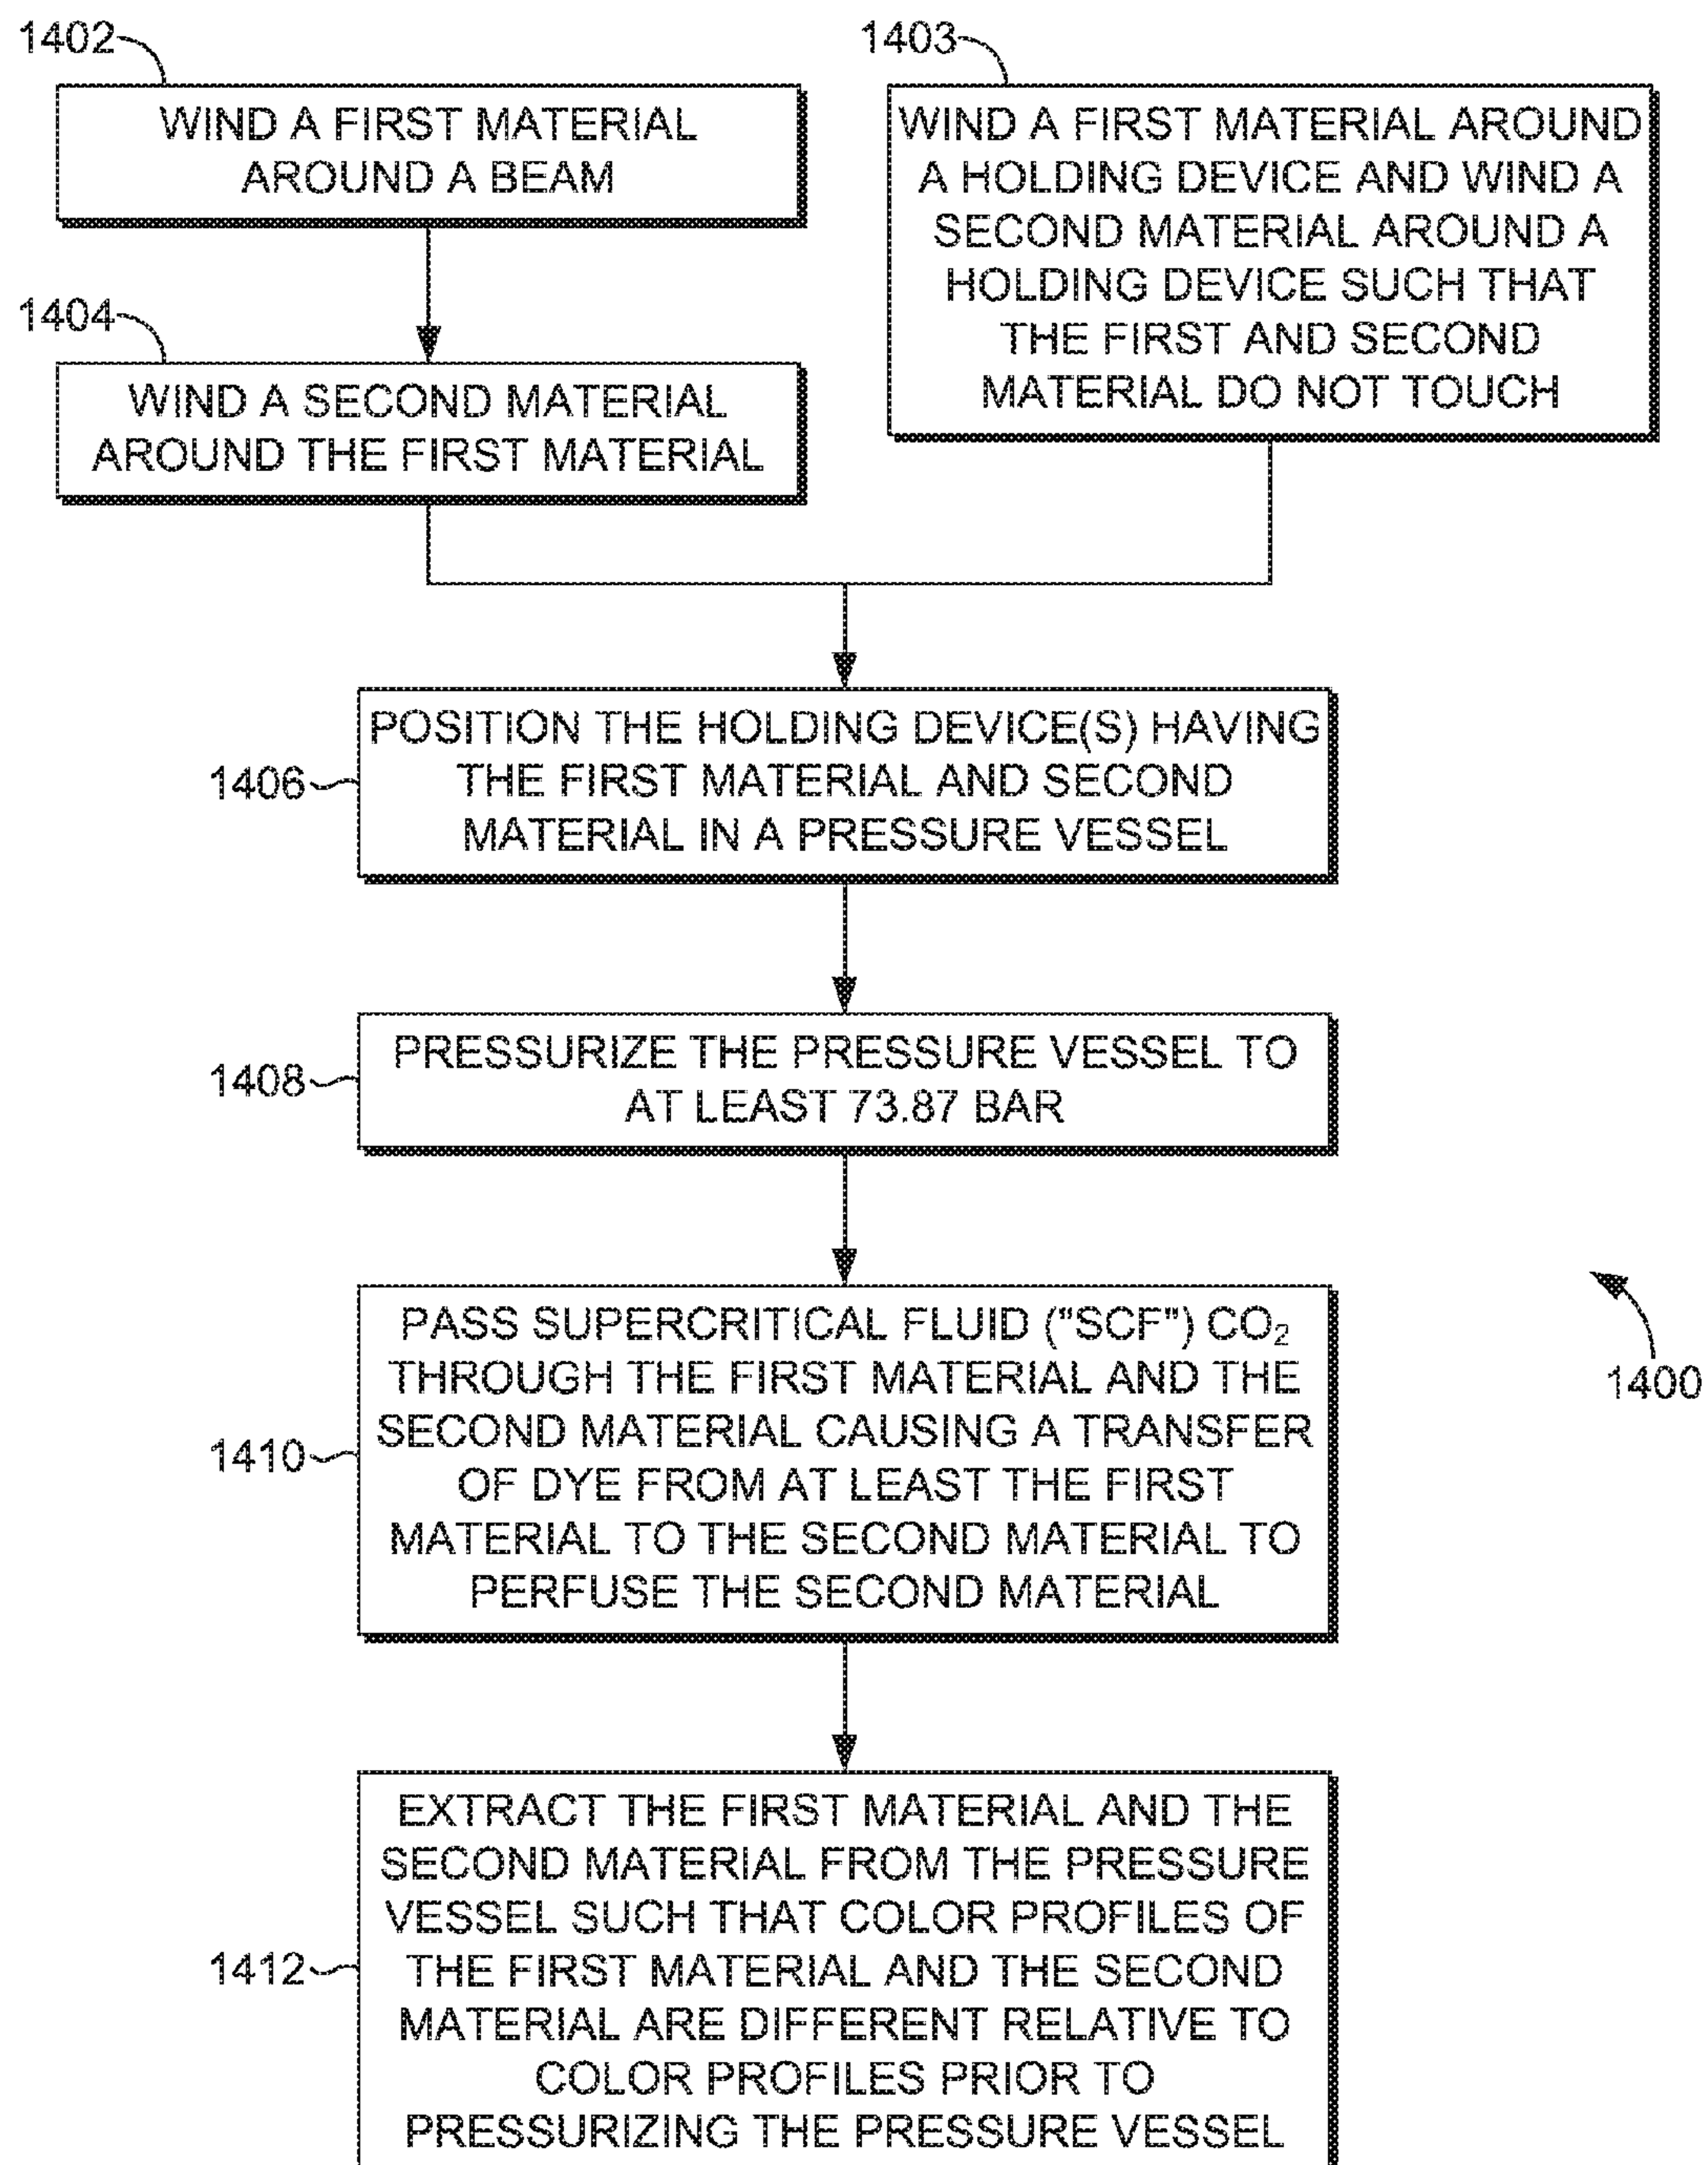 1402
WIND A FIRST MATERIAL
AROUND A BEAM
1403
WIND A FIRST MATERIAL AROUND
A HOLDING DEVICE AND WIND A
SECOND MATERIAL AROUND A
HOLDING DEVICE SUCH THAT
THE FIRST AND SECOND
MATERIAL DO NOT TOUCH
1404
WIND A SECOND MATERIAL
AROUND THE FIRST MATERIAL
1406
POSITION THE HOLDING DEVICE(S) HAVING
THE FIRST MATERIAL AND SECOND
MATERIAL IN A PRESSURE VESSEL
1408
PRESSURIZE THE PRESSURE VESSEL TO
AT LEAST 73.87 BAR
1410
PASS SUPERCRITICAL FLUID ("SCF") CO₂
THROUGH THE FIRST MATERIAL AND THE
SECOND MATERIAL CAUSING A TRANSFER
OF DYE FROM AT LEAST THE FIRST
MATERIAL TO THE SECOND MATERIAL TO
PERFUSE THE SECOND MATERIAL
1400
1412
EXTRACT THE FIRST MATERIAL AND THE
SECOND MATERIAL FROM THE PRESSURE
VESSEL SUCH THAT COLOR PROFILES OF
THE FIRST MATERIAL AND THE SECOND
MATERIAL ARE DIFFERENT RELATIVE TO
COLOR PROFILES PRIOR TO
PRESSURIZING THE PRESSURE VESSEL